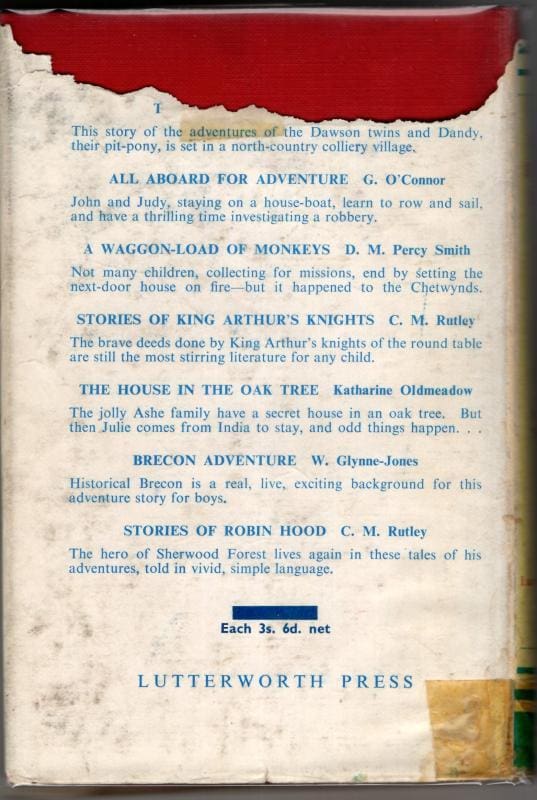 T
This story of the adventures of the Dawson twins and Dandy,
their pit-pony, is set in a north-country colliery village.
ALL ABOARD FOR ADVENTURE G. O'Connor
John and Judy, staying on a house-boat, learn to row and sail,
and have a thrilling time investigating a robbery.
A WAGGON-LOAD OF MONKEYS D. M. Percy Smith
Not many children, collecting for missions, end by setting the
next-door house on fire—but it happened to the Chetwynds.
STORIES OF KING ARTHUR'S KNIGHTS C. M. Rutley
The brave deeds done by King Arthur's knights of the round table
are still the most stirring literature for any child.
THE HOUSE IN THE OAK TREE Katharine Oldmeadow
The jolly Ashe family have a secret house in an oak tree. But
then Julie comes from India to stay, and odd things happen. . .
BRECON ADVENTURE W. Glynne-Jones
Historical Brecon is a real, live, exciting background for this
adventure story for boys.
STORIES OF ROBIN HOOD C. M. Rutley
The hero of Sherwood Forest lives again in these tales of his
adventures, told in vivid, simple language.
Each 3s. 6d. net
LUTTERWORTH PRESS